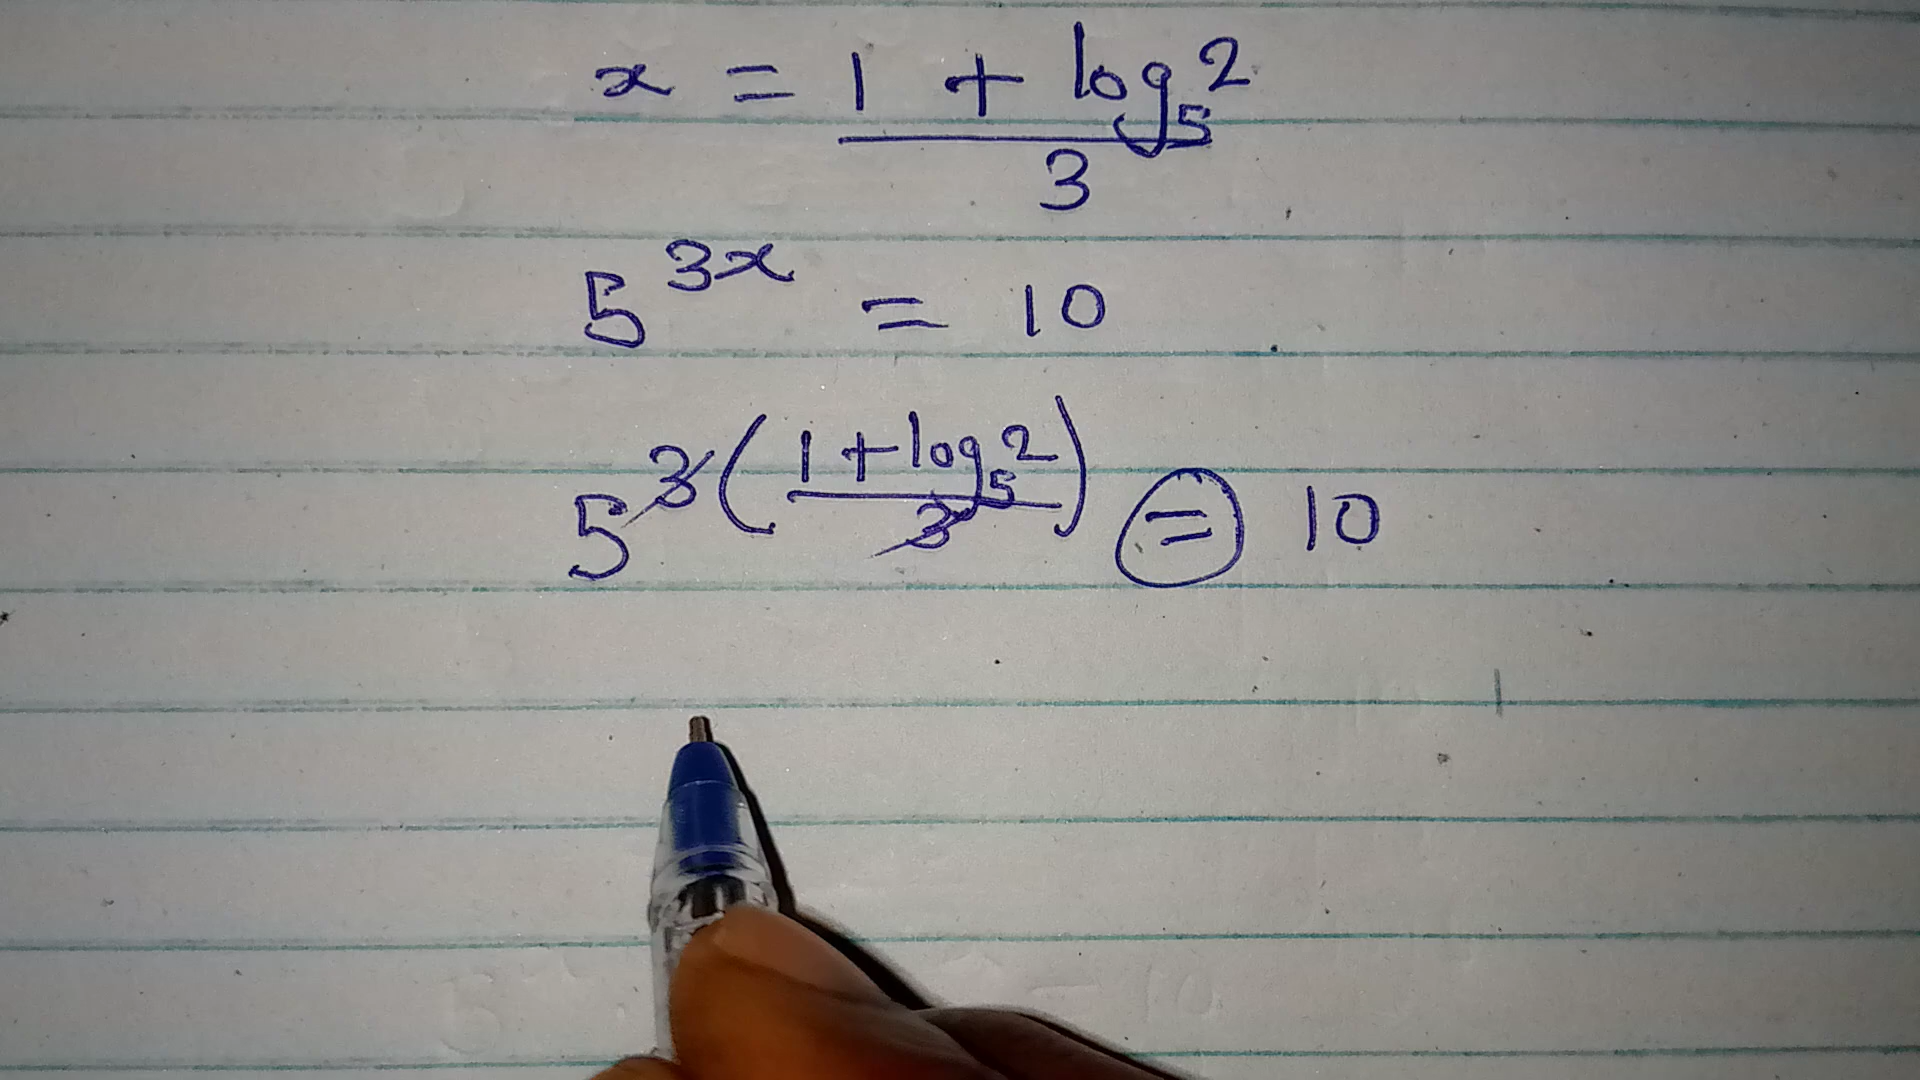 x = 1 + log₅2
3
5^3x = 10
5^3(1+log₅2/3) = 10